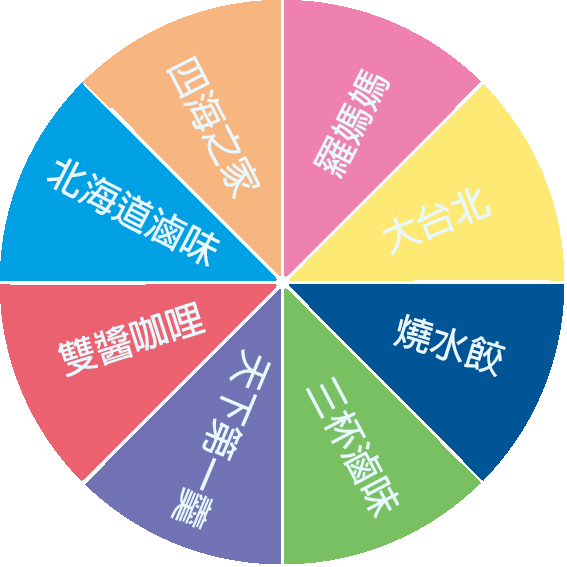 羅媽媽
大台北
燒水餃
三杯滷味
天下第一羹
雙醬咖哩
北海道滷味
四海之家